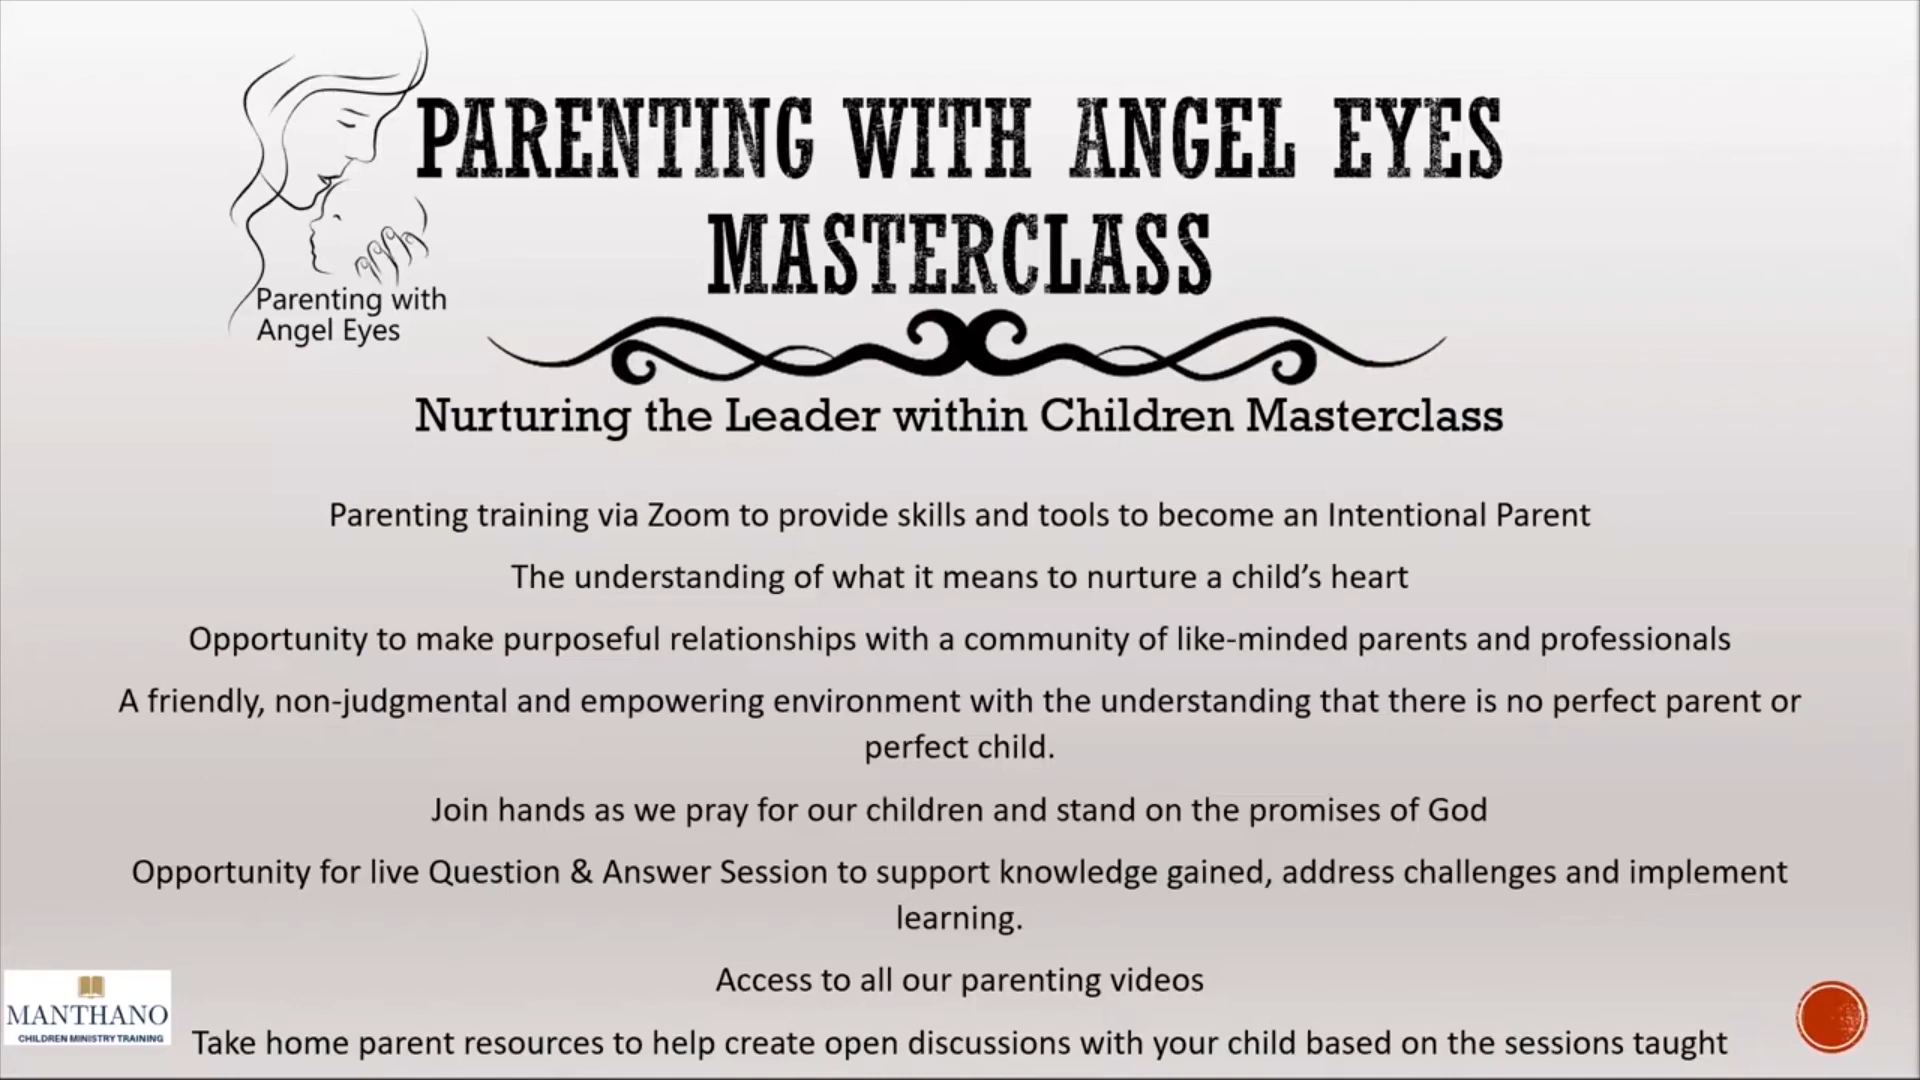 PARENTING WITH ANGEL EYES
MASTERCLASS
Parenting with
Angel Eyes
Nurturing the Leader within Children Masterclass
Parenting training via Zoom to provide skills and tools to become an Intentional Parent
The understanding of what it means to nurture a child’s heart
Opportunity to make purposeful relationships with a community of like-minded parents and professionals
A friendly, non-judgmental and empowering environment with the understanding that there is no perfect parent or
perfect child.
Join hands as we pray for our children and stand on the promises of God
Opportunity for live Question & Answer Session to support knowledge gained, address challenges and implement
learning.
Access to all our parenting videos
Take home parent resources to help create open discussions with your child based on the sessions taught
MANTHANO
CHILDREN MINISTRY TRAINING